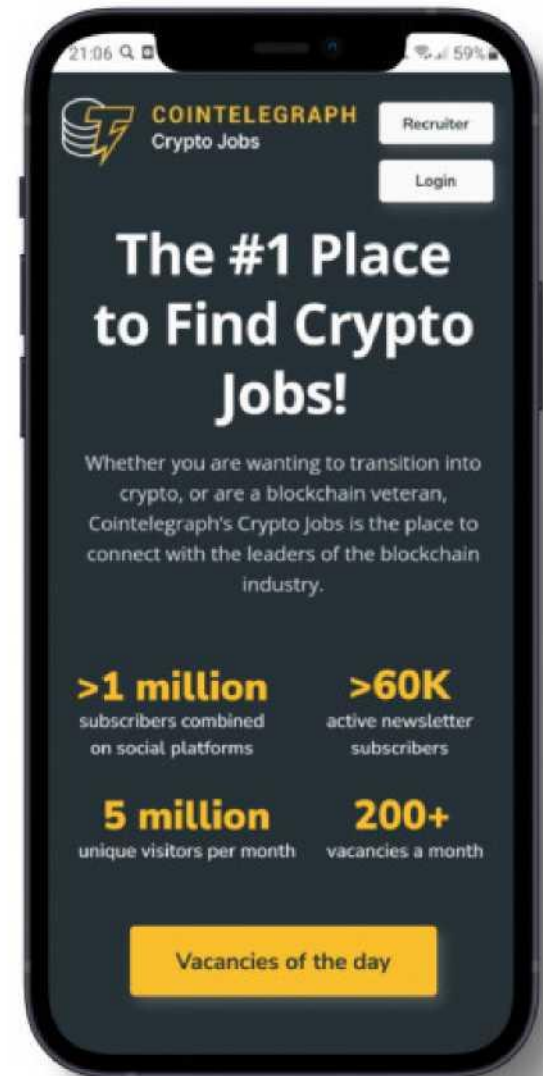 21:06
59%
COINTELEGRAPH
Crypto Jobs
Recruiter
Login
The #1 Place
to Find Crypto
Jobs!
Whether you are wanting to transition into
crypto, or are a blockchain veteran,
Cointelegraph's Crypto Jobs is the place to
connect with the leaders of the blockchain
industry.
>1 million
subscribers combined
on social platforms
>60K
active newsletter
subscribers
5 million
unique visitors per month
200+
vacancies a month
Vacancies of the day